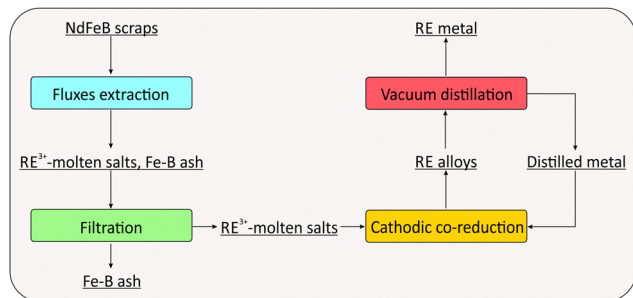 NdFeB scraps
Fluxes extraction
RE³⁺-molten salts, Fe-B ash
Filtration
Fe-B ash
RE³⁺-molten salts
Cathodic co-reduction
RE alloys
Vacuum distillation
RE metal
Distilled metal